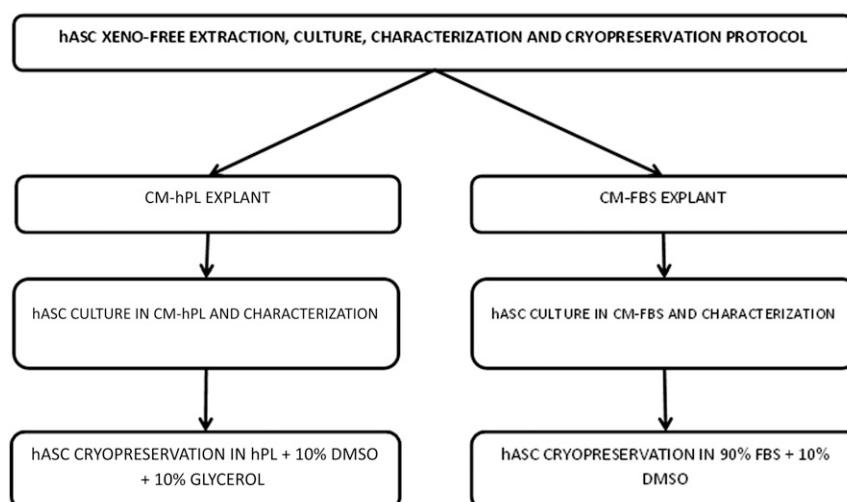 hASC XENO-FREE EXTRACTION, CULTURE, CHARACTERIZATION AND CRYOPRESERVATION PROTOCOL
CM-hPL EXPLANT
CM-FBS EXPLANT
hASC CULTURE IN CM-hPL AND CHARACTERIZATION
hASC CULTURE IN CM-FBS AND CHARACTERIZATION
hASC CRYOPRESERVATION IN hPL + 10% DMSO
+ 10% GLYCEROL
hASC CRYOPRESERVATION IN 90% FBS + 10%
DMSO